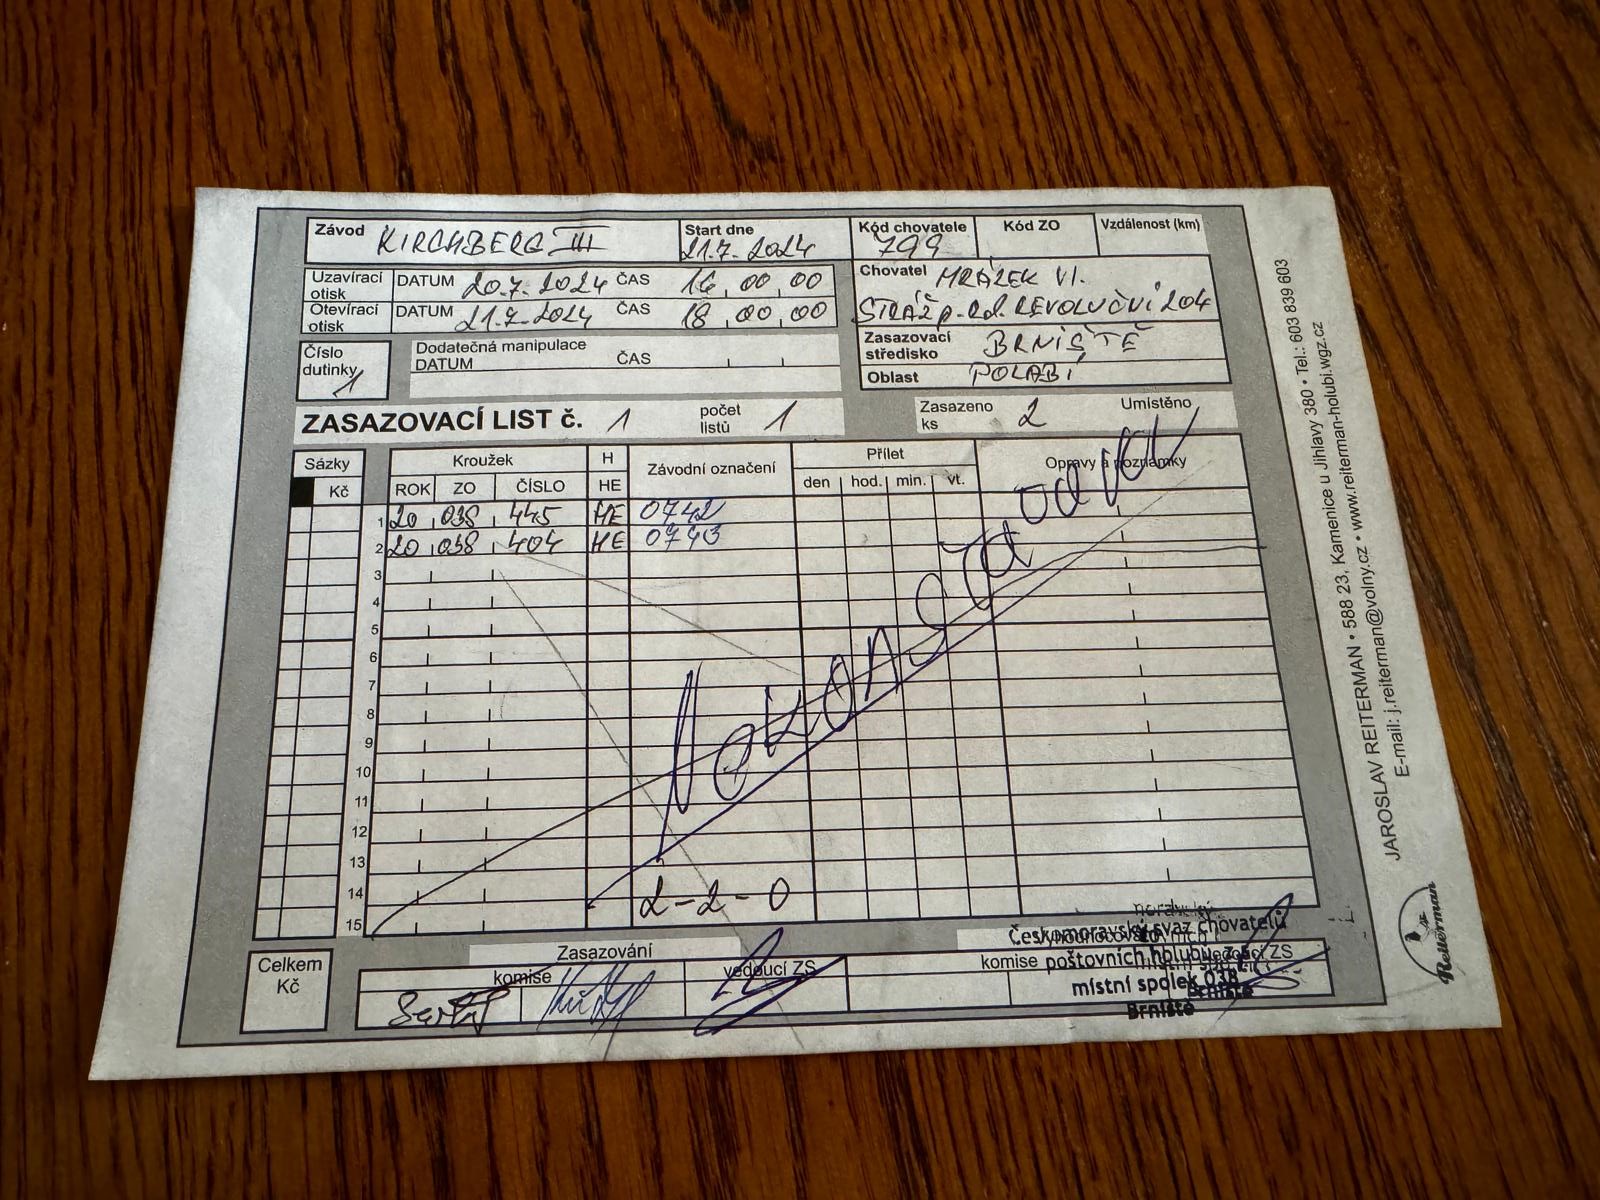 Závod KIRCHBERG III Start dne 21.7.2024 Kód chovatele 799 Kód ZO Vzdálenost (km)
Uzavírací otisk DATUM 20.7.2024 ČAS 16,00,00
Otevírací otisk DATUM 21.7.2024 ČAS 18,00,00
Chovatel MRÁZEK Vl.
STRÁŽ p. REVOLUČNÍ 204
Zasazovací středisko BRNIŠTĚ
Oblast POLABÍ
Číslo dutinky 1
Dodatečná manipulace
DATUM ČAS
ZASAZOVACÍ LIST č. 1 počet listů 1 Zasazeno ks 2 Umístěno
Sázky Kroužek H Závodní označení Přílet Opravy a poznámky
Kč ROK ZO ČÍSLO HE den hod. min. vt.
1 20 038 445 HE 0742
2 20 038 404 HE 0743
3
4
5
6
7
8
9
10
11
12
13
14
15
2-2-0
Celkem Kč
Zasazování
komise vedoucí ZS
komise ZS
Českomoravský svaz chovatelů
poštovních holubů
místní spolek 038
Brniště
JAROSLAV REITERMAN • 588 23, Kamenice u Jihlavy 380 • Tel.: 603 839 603
E-mail: j.reiterman@volny.cz • www.reiterman-holubi.wgz.cz
Reiterman